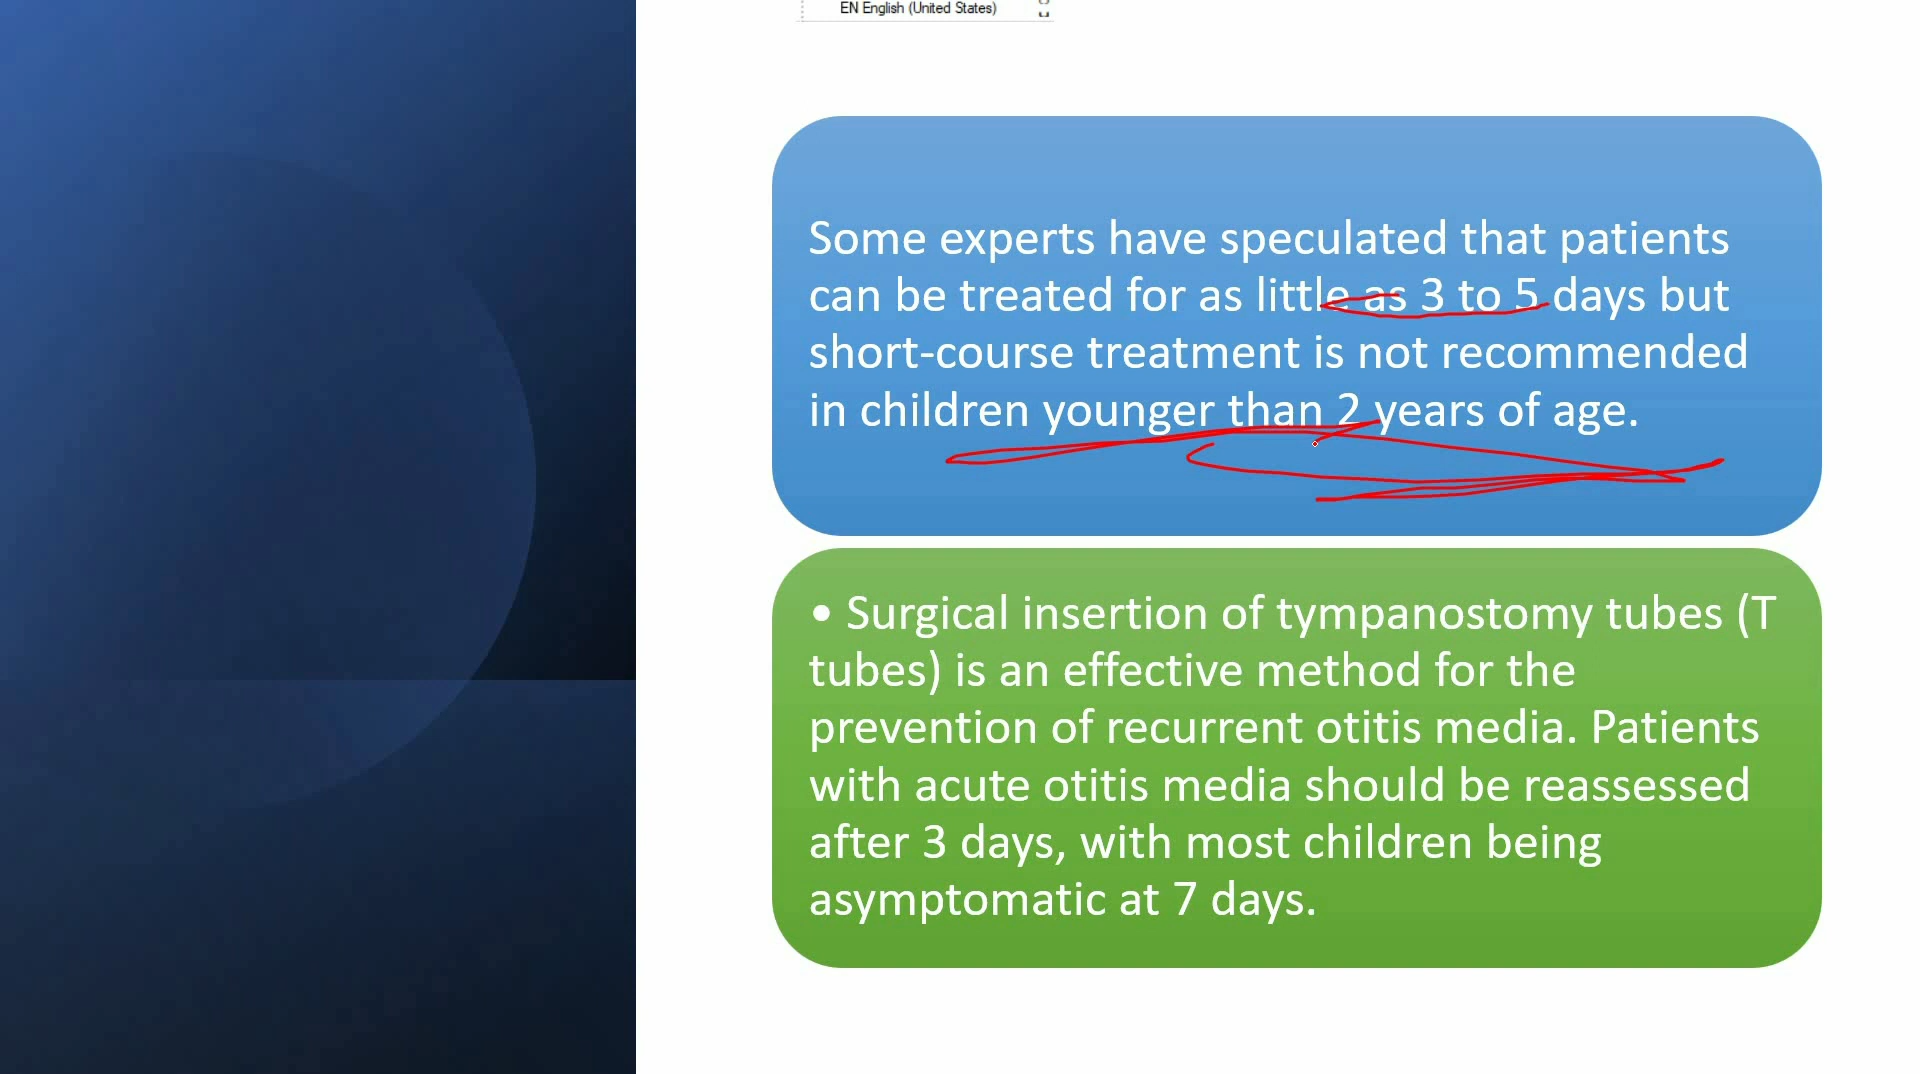 EN English (United States)
Some experts have speculated that patients
can be treated for as little as 3 to 5 days but
short-course treatment is not recommended
in children younger than 2 years of age.
• Surgical insertion of tympanostomy tubes (T
tubes) is an effective method for the
prevention of recurrent otitis media. Patients
with acute otitis media should be reassessed
after 3 days, with most children being
asymptomatic at 7 days.